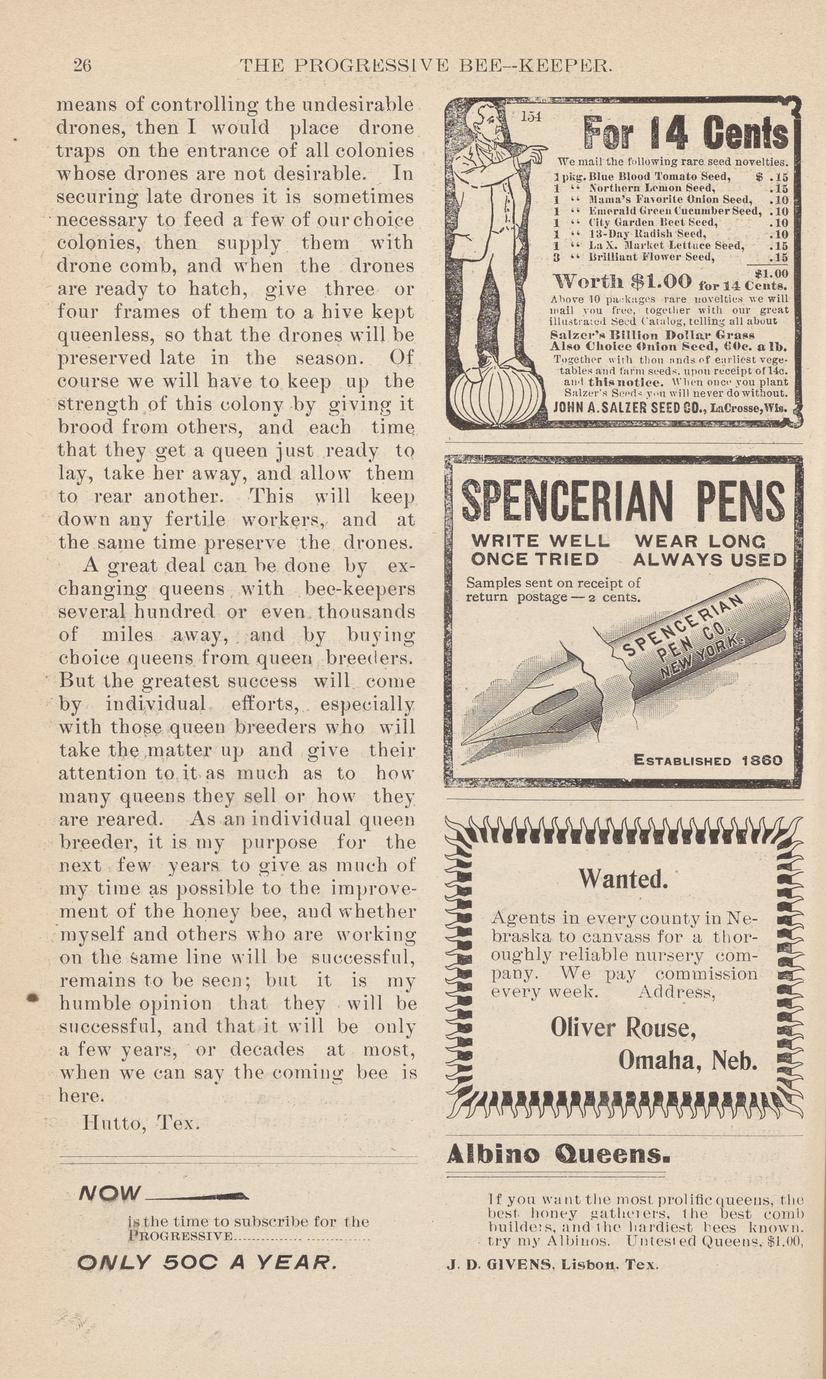 26
THE PROGRESSIVE BEE--KEEPER.
means of controlling the undesirable
drones, then I would place drone
traps on the entrance of all colonies
whose drones are not desirable. In
securing late drones it is sometimes
necessary to feed a few of our choice
colonies, then supply them with
drone comb, and when the drones
are ready to hatch, give three or
four frames of them to a hive kept
queenless, so that the drones will be
preserved late in the season. Of
course we will have to keep up the
strength of this colony by giving it
brood from others, and each time
that they get a queen just ready to
lay, take her away, and allow them
to rear another. This will keep
down any fertile workers, and at
the same time preserve the drones.
A great deal can be done by ex-
changing queens with bee-keepers
several hundred or even thousands
of miles away, and by buying
choice queens from queen breeders.
But the greatest success will come
by individual efforts, especially
with those queen breeders who will
take the matter up and give their
attention to it as much as to how
many queens they sell or how they
are reared. As an individual queen
breeder, it is my purpose for the
next few years to give as much of
my time as possible to the improve-
ment of the honey bee, and whether
myself and others who are working
on the same line will be successful,
remains to be seen; but it is my
humble opinion that they will be
successful, and that it will be only
a few years, or decades at most,
when we can say the coming bee is
here.
Hutto, Tex.
NOW
is the time to subscribe for the
PROGRESSIVE
ONLY 50C A YEAR.
154
For 14 Cents
We mail the following rare seed novelties.
1 pkg. Blue Blood Tomato Seed, $ .15
1 “ Northern Lemon Seed, .15
1 “ Mama's Favorite Onion Seed, .10
1 “ Emerald Green Cucumber Seed, .10
1 “ City Garden Beet Seed, .10
1 “ 13-Day Radish Seed, .10
1 “ La X. Market Lettuce Seed, .15
3 “ Brilliant Flower Seed, .15
$1.00
Worth $1.00 for 14 Cents.
Above 10 packages rare novelties we will
mail you free, together with our great
illustrated Seed Catalog, telling all about
Salzer's Billion Dollar Grass
Also Choice Onion Seed, 60c. a lb.
Together with thousands of earliest vege-
tables and farm seeds, upon receipt of 14c.
and this notice. When once you plant
Salzer's Seeds you will never do without.
JOHN A. SALZER SEED CO., LaCrosse, Wis.
SPENCERIAN PENS
WRITE WELL WEAR LONG
ONCE TRIED ALWAYS USED
Samples sent on receipt of
return postage — 2 cents.
SPENCERIAN
PEN CO.
NEW YORK.
ESTABLISHED 1860
Wanted.
Agents in every county in Ne-
braska to canvass for a thor-
oughly reliable nursery com-
pany. We pay commission
every week. Address,
Oliver Rouse,
Omaha, Neb.
Albino Queens.
If you want the most prolific queens, the
best honey gatherers, the best comb
builders, and the hardiest bees known.
try my Albinos. Untested Queens, $1.00,
J. D. GIVENS, Lisbon, Tex.